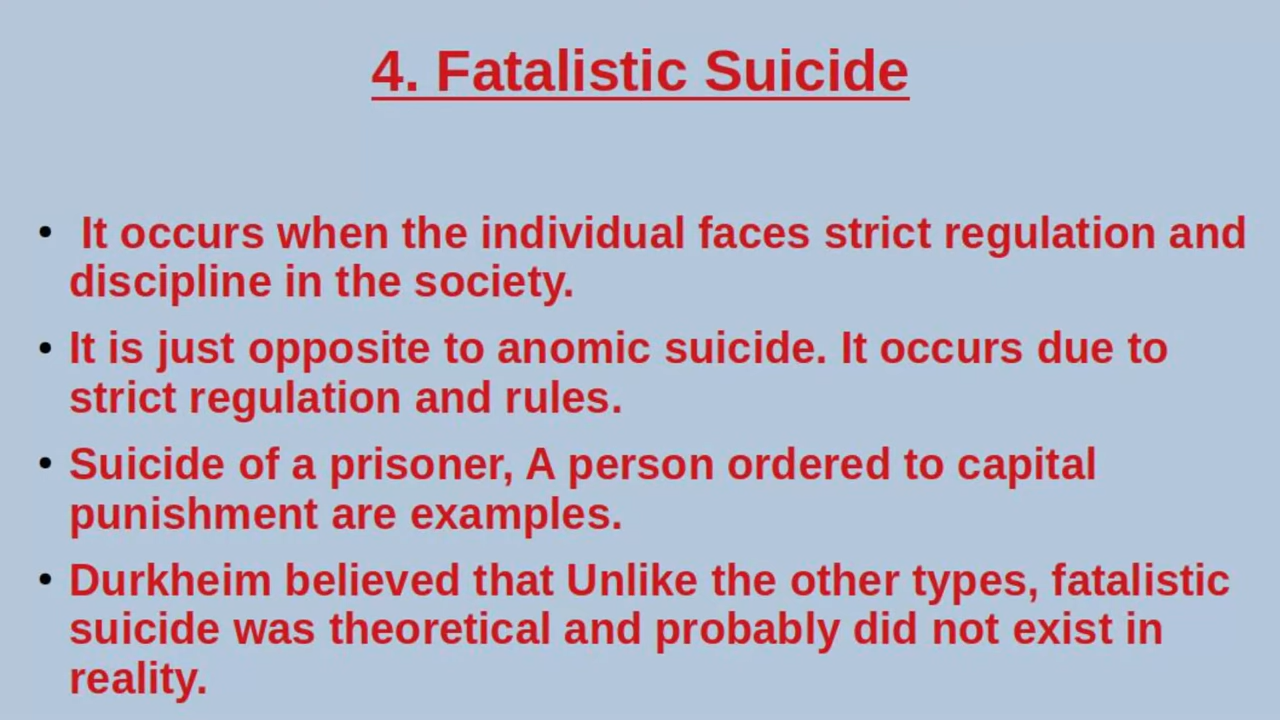 4. Fatalistic Suicide
• It occurs when the individual faces strict regulation and
discipline in the society.
• It is just opposite to anomic suicide. It occurs due to
strict regulation and rules.
• Suicide of a prisoner, A person ordered to capital
punishment are examples.
• Durkheim believed that Unlike the other types, fatalistic
suicide was theoretical and probably did not exist in
reality.